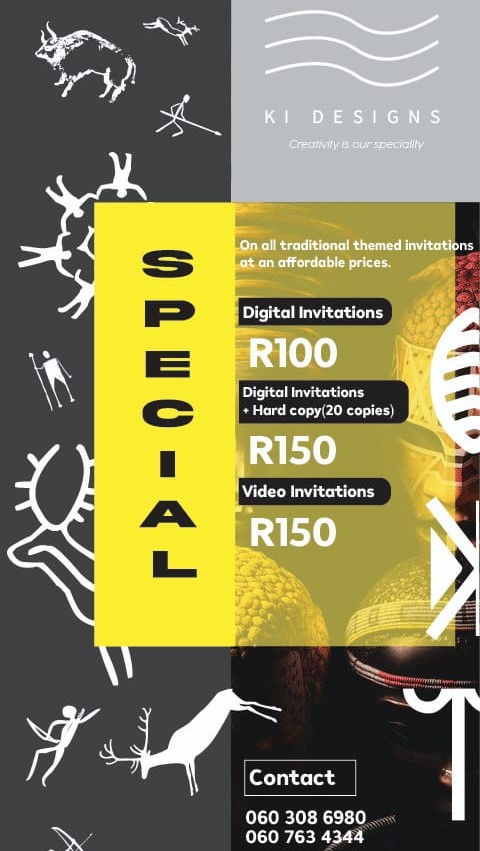 KI DESIGNS
Creativity is our speciality
SPECIAL
On all traditional themed invitations
at an affordable prices.
Digital Invitations
R100
Digital Invitations
+ Hard copy(20 copies)
R150
Video Invitations
R150
Contact
060 308 6980
060 763 4344